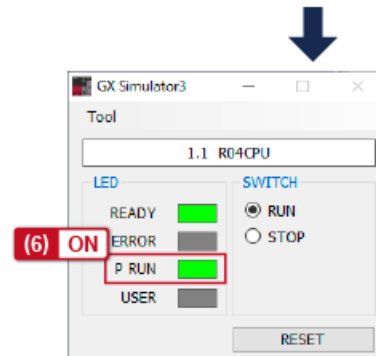 GX Simulator3
Tool
1.1 R04CPU
LED
SWITCH
READY
RUN
(6) ON
ERROR
STOP
P RUN
USER
RESET